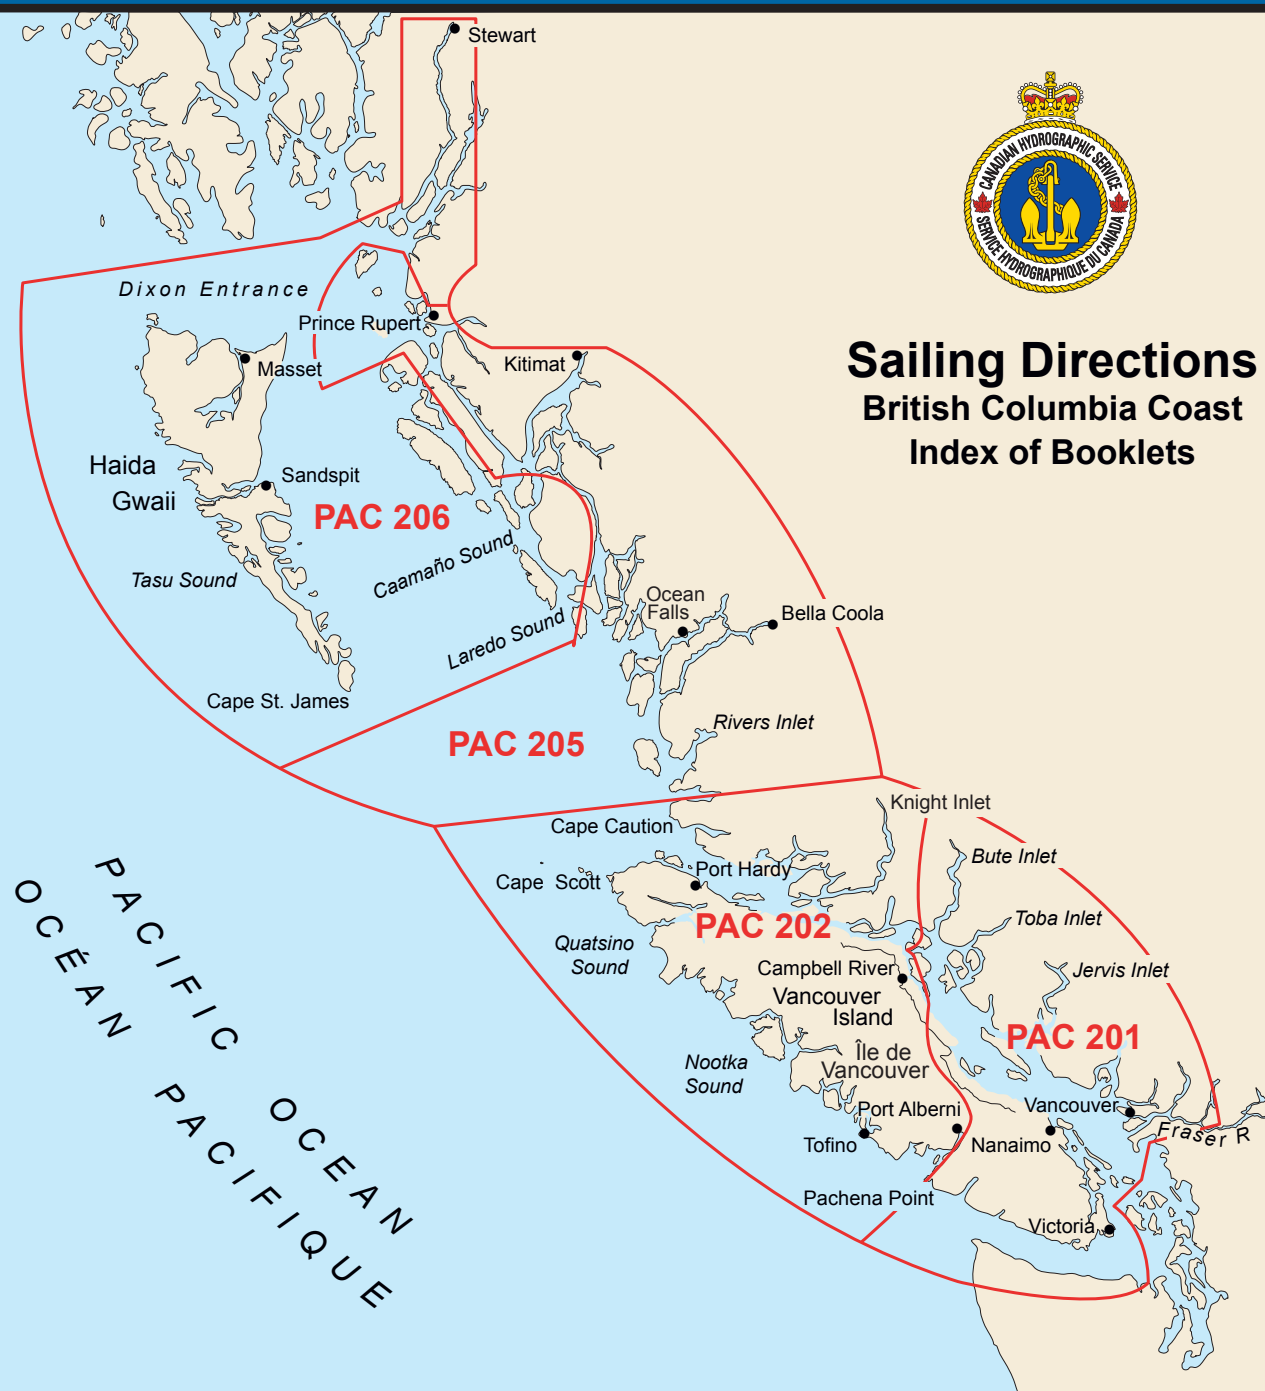 Stewart
CANADIAN HYDROGRAPHIC SERVICE
SERVICE HYDROGRAPHIQUE DU CANADA
Sailing Directions
British Columbia Coast
Index of Booklets
Dixon Entrance
Prince Rupert
Masset
Kitimat
Haida
Gwaii
Sandspit
PAC 206
Tasu Sound
Caamaño Sound
Laredo Sound
Ocean
Falls
Bella Coola
Cape St. James
Rivers Inlet
PAC 205
Knight Inlet
Cape Caution
Bute Inlet
Port Hardy
Cape Scott
PAC 202
Toba Inlet
Quatsino
Sound
Campbell River
Jervis Inlet
Vancouver
Island
PAC 201
Île de
Vancouver
Nootka
Sound
Port Alberni
Vancouver
Fraser R
Tofino
Nanaimo
Pachena Point
Victoria
PACIFIC OCEAN
OCÉAN PACIFIQUE